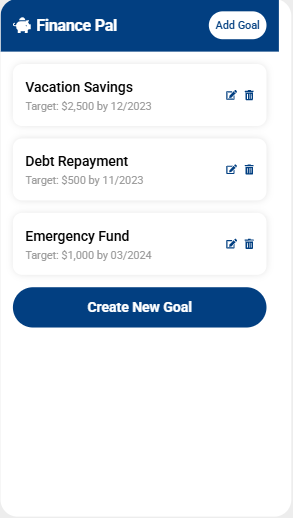 Finance Pal
Add Goal
Vacation Savings
Target: $2,500 by 12/2023
Debt Repayment
Target: $500 by 11/2023
Emergency Fund
Target: $1,000 by 03/2024
Create New Goal